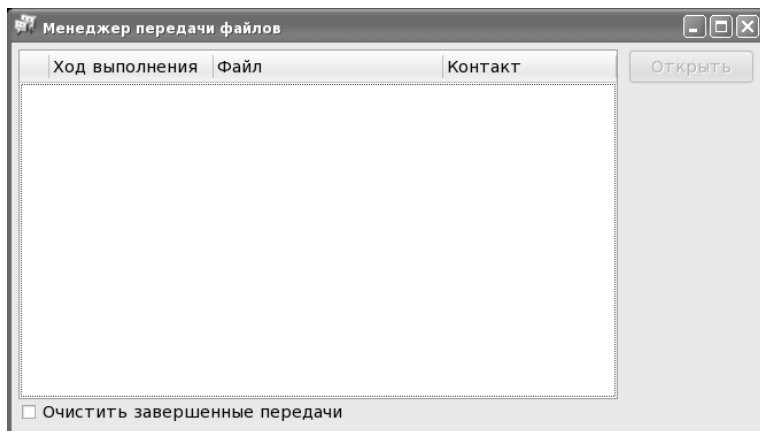 Менеджер передачи файлов
Ход выполнения Файл Контакт Открыть
Очистить завершенные передачи